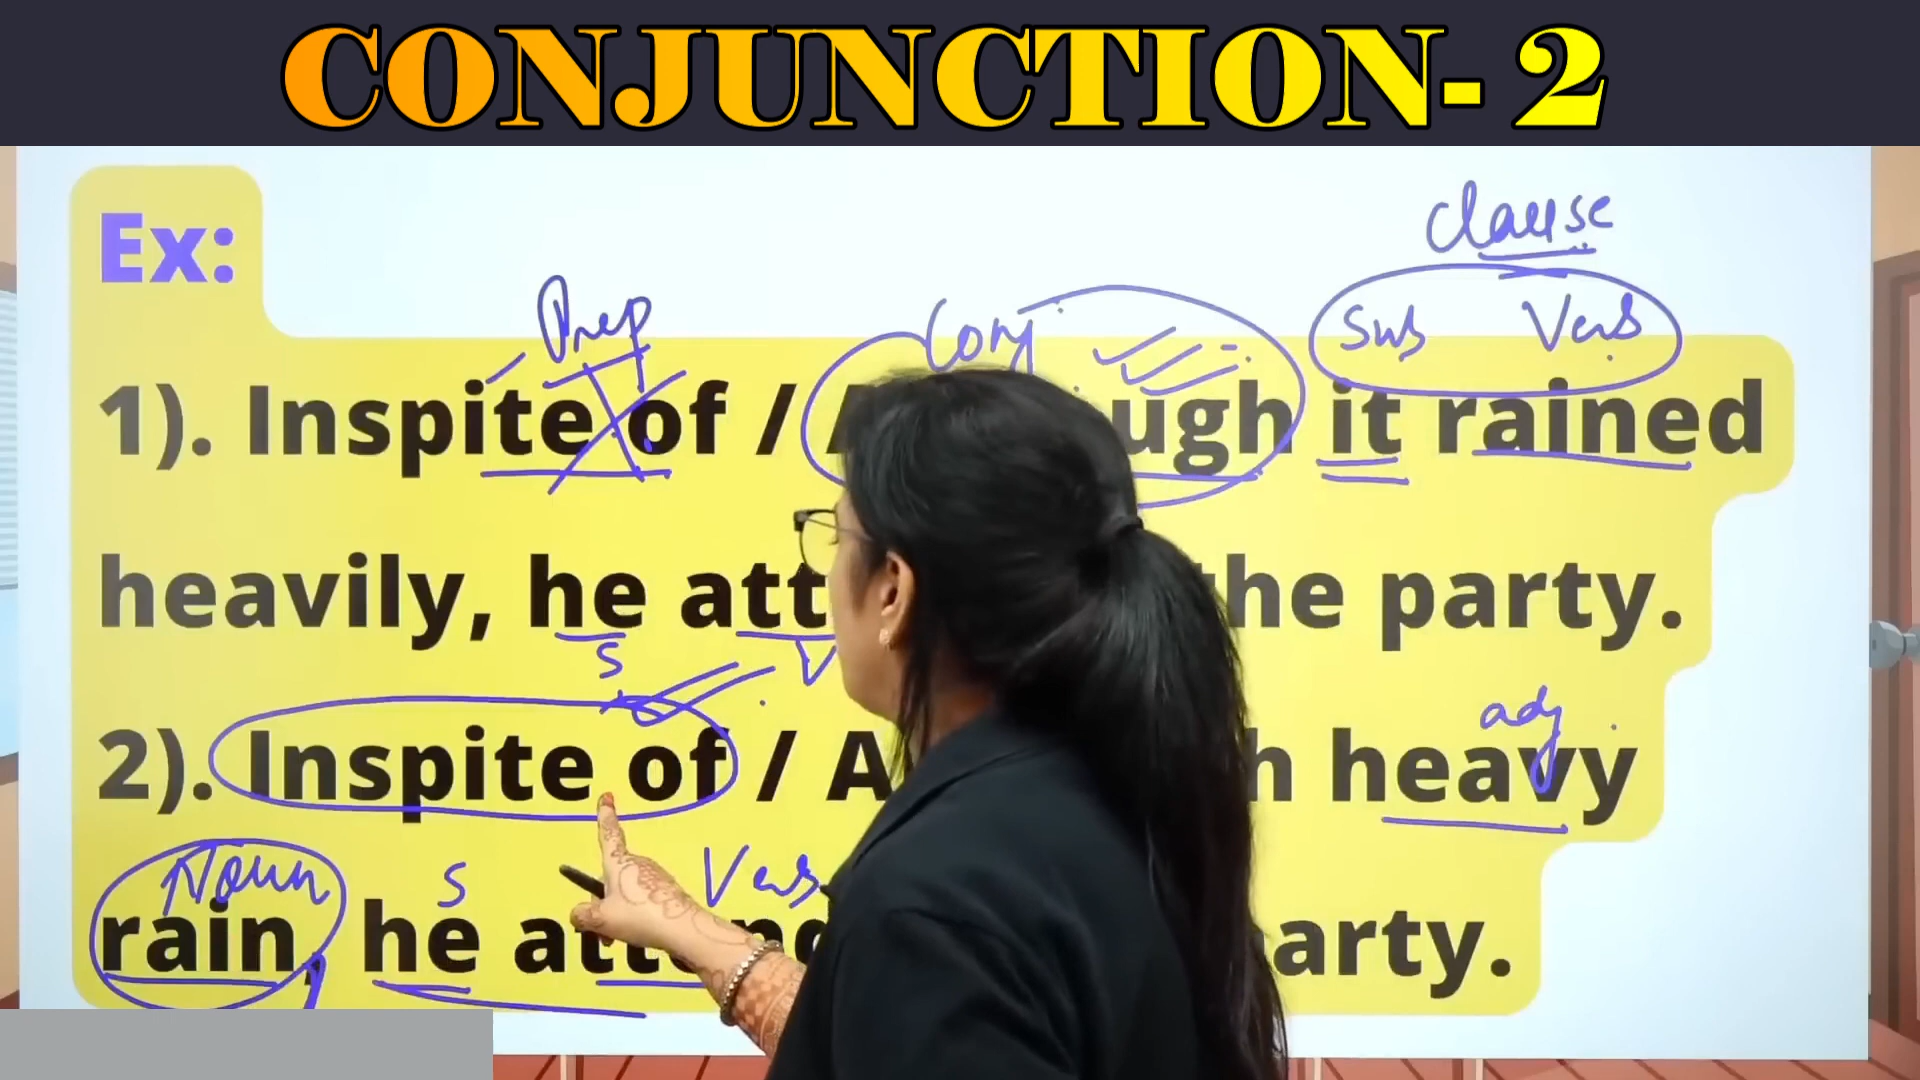 CONJUNCTION-2
Ex:
clause
Prep Conj Sub Verb
1). Inspite of / ugh it rained
heavily, he att he party.
S V
adj
2). Inspite of / A h heavy
Noun S Verb
rain, he att arty.